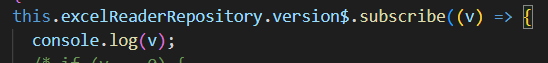 this.excelReaderRepository.version$.subscribe((v) => {
console.log(v);